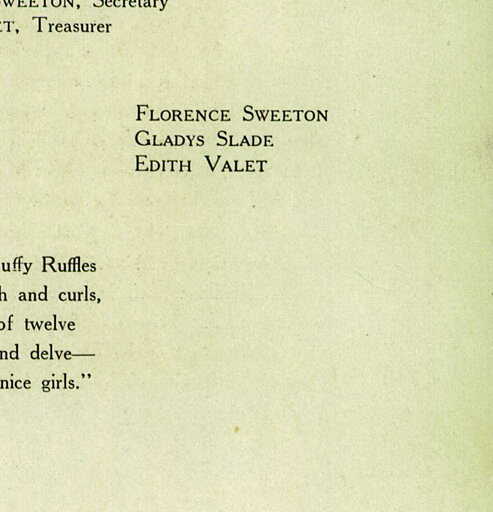 SWEETON, Secretary
ET, Treasurer
FLORENCE SWEETON
GLADYS SLADE
EDITH VALET
uffy Ruffles
h and curls,
of twelve
nd delve—
nice girls."